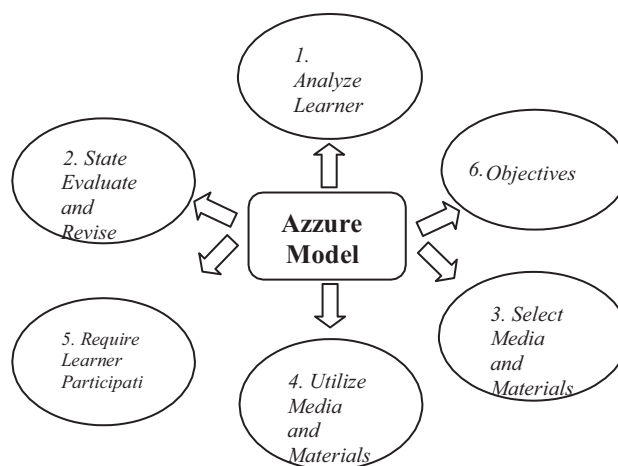 1.
Analyze
Learner
2. State
Evaluate
and
Revise
6. Objectives
Azzure
Model
3. Select
Media
and
Materials
5. Require
Learner
Participati
4. Utilize
Media
and
Materials